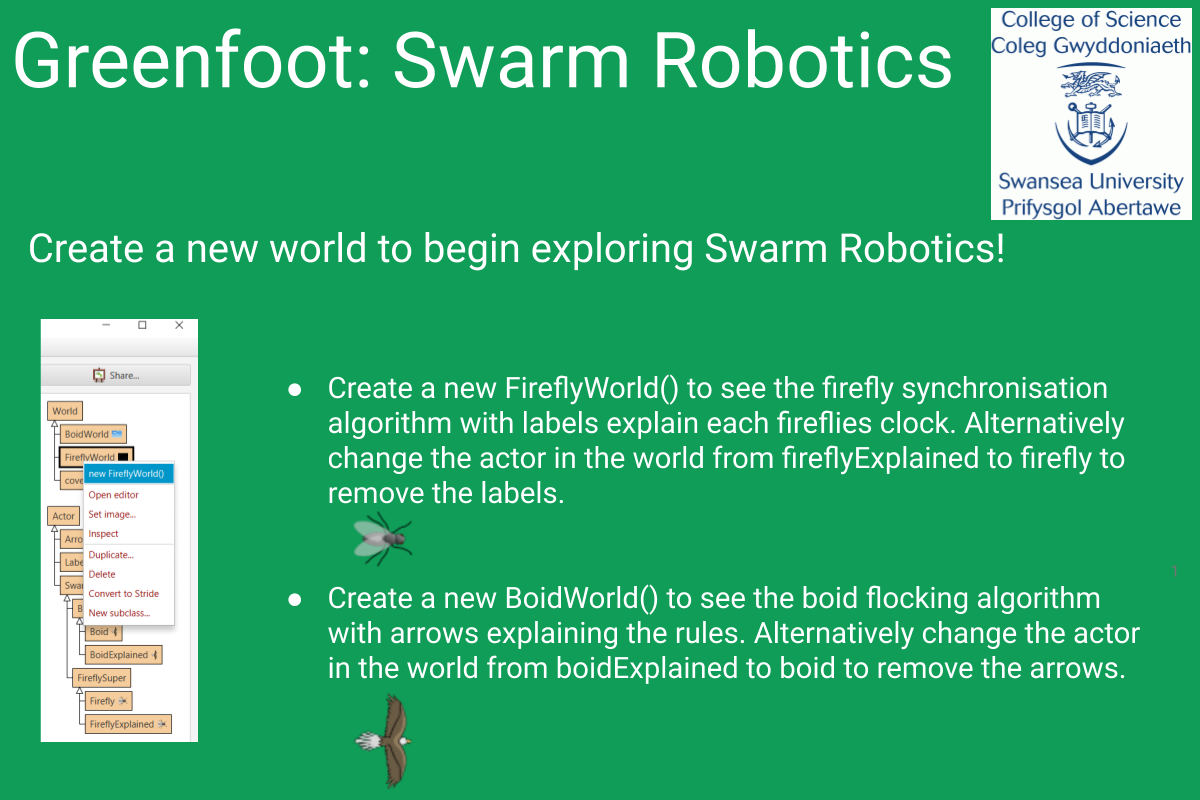 Greenfoot: Swarm Robotics
College of Science
Coleg Gwyddoniaeth
Swansea University
Prifysgol Abertawe
Create a new world to begin exploring Swarm Robotics!
Share...
World
BoidWorld
FireflyWorld
new FireflyWorld()
cove
Open editor
Set image...
Actor
Inspect
Arro
Duplicate...
Labe
Delete
Swar
Convert to Stride
B
New subclass...
Boid
BoidExplained
FireflySuper
Firefly
FireflyExplained
● Create a new FireflyWorld() to see the firefly synchronisation
algorithm with labels explain each fireflies clock. Alternatively
change the actor in the world from fireflyExplained to firefly to
remove the labels.
1
● Create a new BoidWorld() to see the boid flocking algorithm
with arrows explaining the rules. Alternatively change the actor
in the world from boidExplained to boid to remove the arrows.